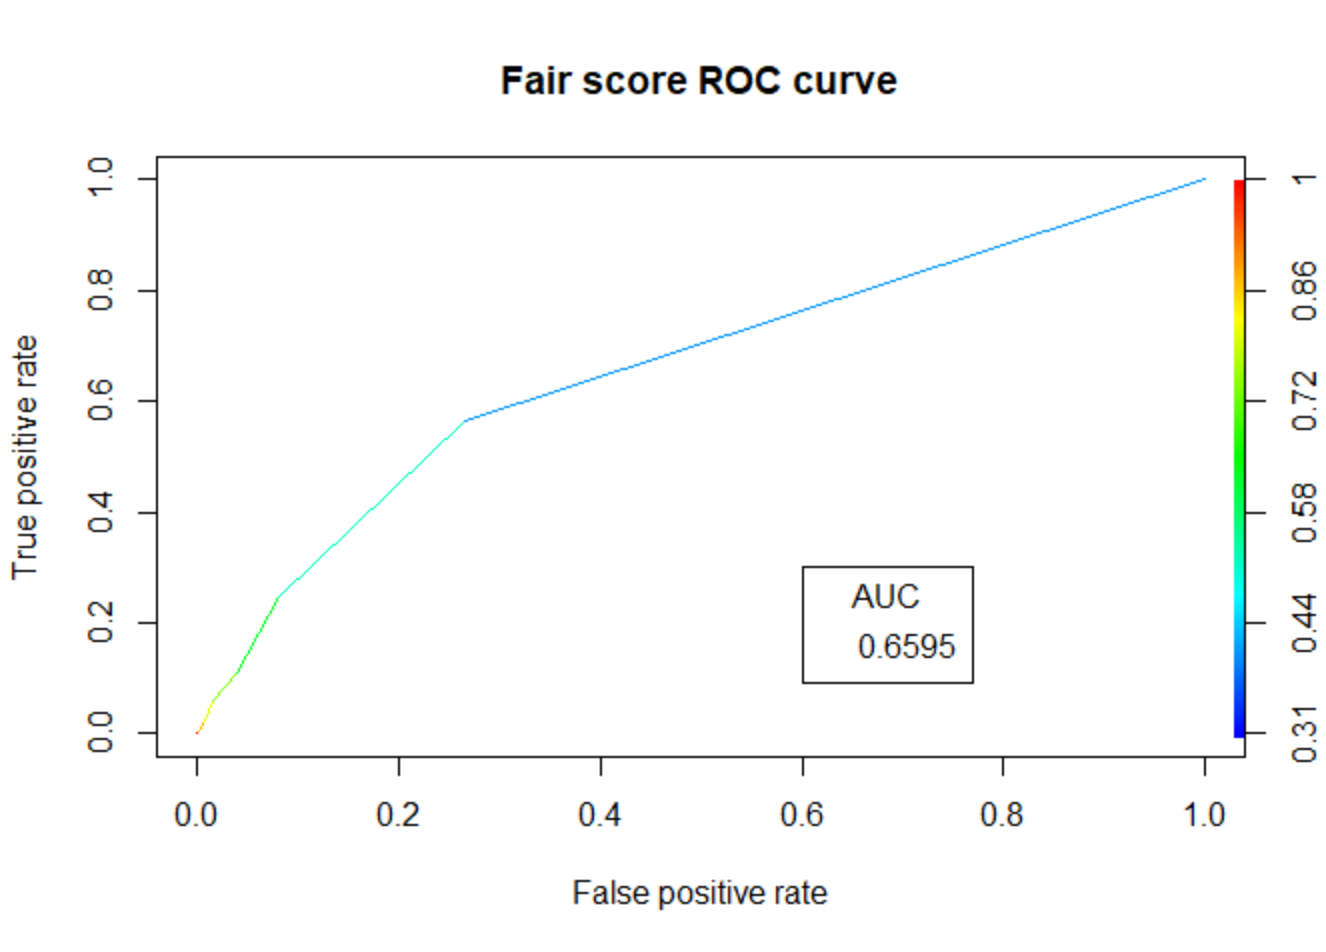 Fair score ROC curve
True positive rate
1.0
0.8
0.6
0.4
0.2
0.0
AUC
0.6595
1
0.86
0.72
0.58
0.44
0.31
0.0 0.2 0.4 0.6 0.8 1.0
False positive rate